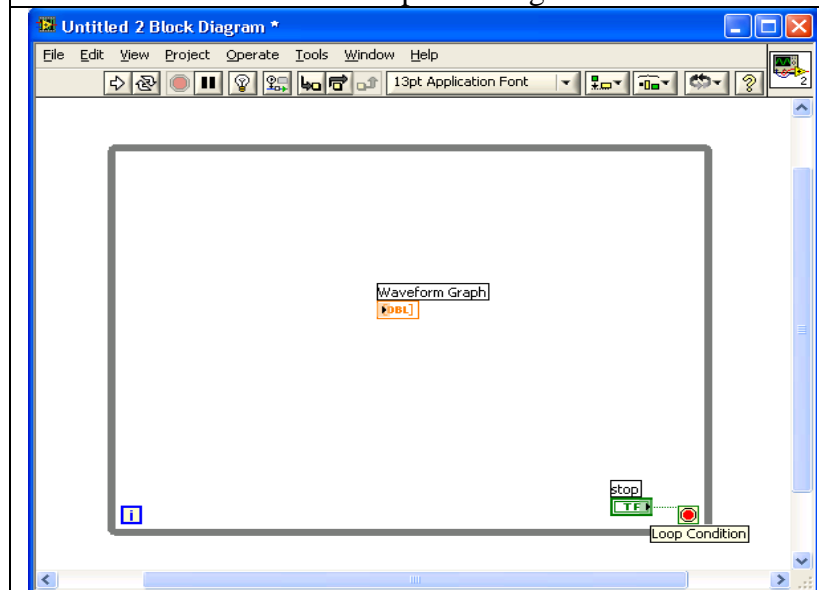 Untitled 2 Block Diagram *
File Edit View Project Operate Tools Window Help
13pt Application Font
2
Waveform Graph
DBL]
stop
TF
i
Loop Condition